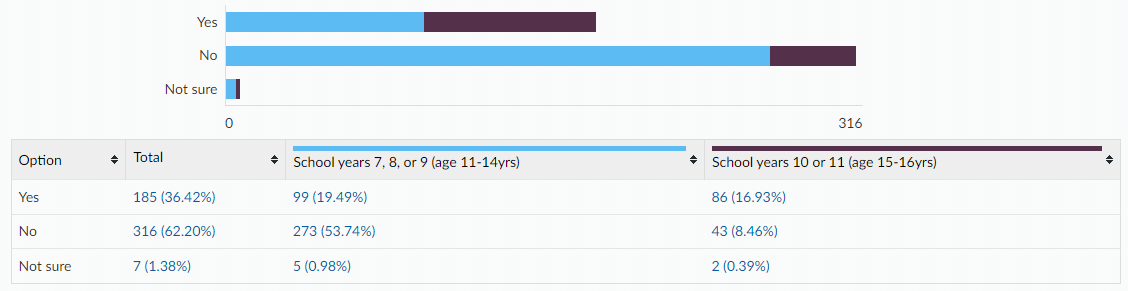 Yes
No
Not sure
0 316
Option Total School years 7, 8, or 9 (age 11-14yrs) School years 10 or 11 (age 15-16yrs)
Yes 185 (36.42%) 99 (19.49%) 86 (16.93%)
No 316 (62.20%) 273 (53.74%) 43 (8.46%)
Not sure 7 (1.38%) 5 (0.98%) 2 (0.39%)